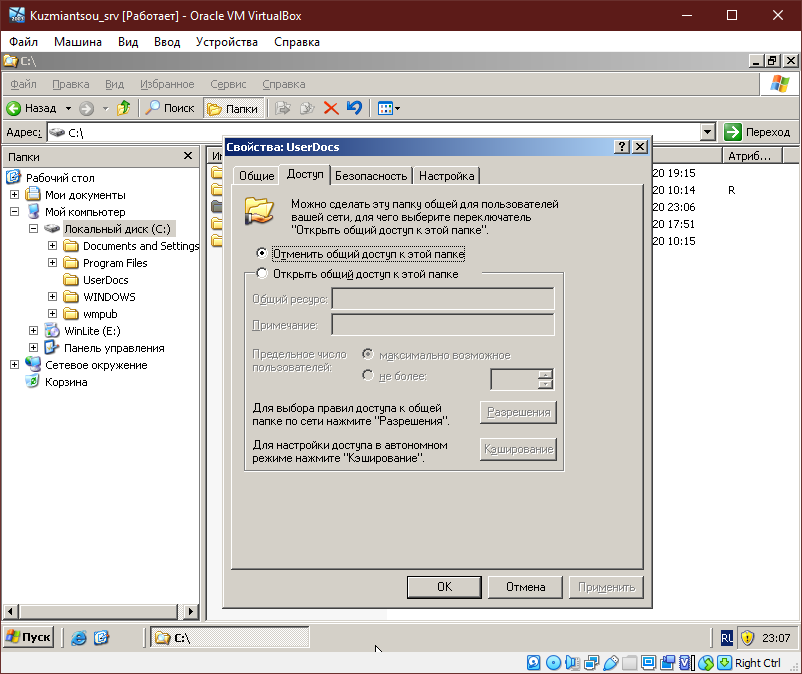 Kuzmiantsou_srv [Работает] - Oracle VM VirtualBox
Файл Машина Вид Ввод Устройства Справка
C:\
Файл Правка Вид Избранное Сервис Справка
Назад Поиск Папки
Адрес: C:\ Переход
Папки
Атриб...
Рабочий стол
Мои документы
Мой компьютер
Локальный диск (C:)
Documents and Settings
Program Files
UserDocs
WINDOWS
wmpub
WinLite (E:)
Панель управления
Сетевое окружение
Корзина
20 19:15
20 10:14 R
20 23:06
20 17:51
20 10:15
Свойства: UserDocs
Общие Доступ Безопасность Настройка
Можно сделать эту папку общей для пользователей
вашей сети, для чего выберите переключатель
"Открыть общий доступ к этой папке".
Отменить общий доступ к этой папке
Открыть общий доступ к этой папке
Общий ресурс:
Примечание:
Предельное число
пользователей:
максимально возможное
не более:
Для выбора правил доступа к общей
папке по сети нажмите "Разрешения".
Разрешения
Для настройки доступа в автономном
режиме нажмите "Кэширование".
Кэширование
OK Отмена Применить
Пуск C:\ RU 23:07
Right Ctrl